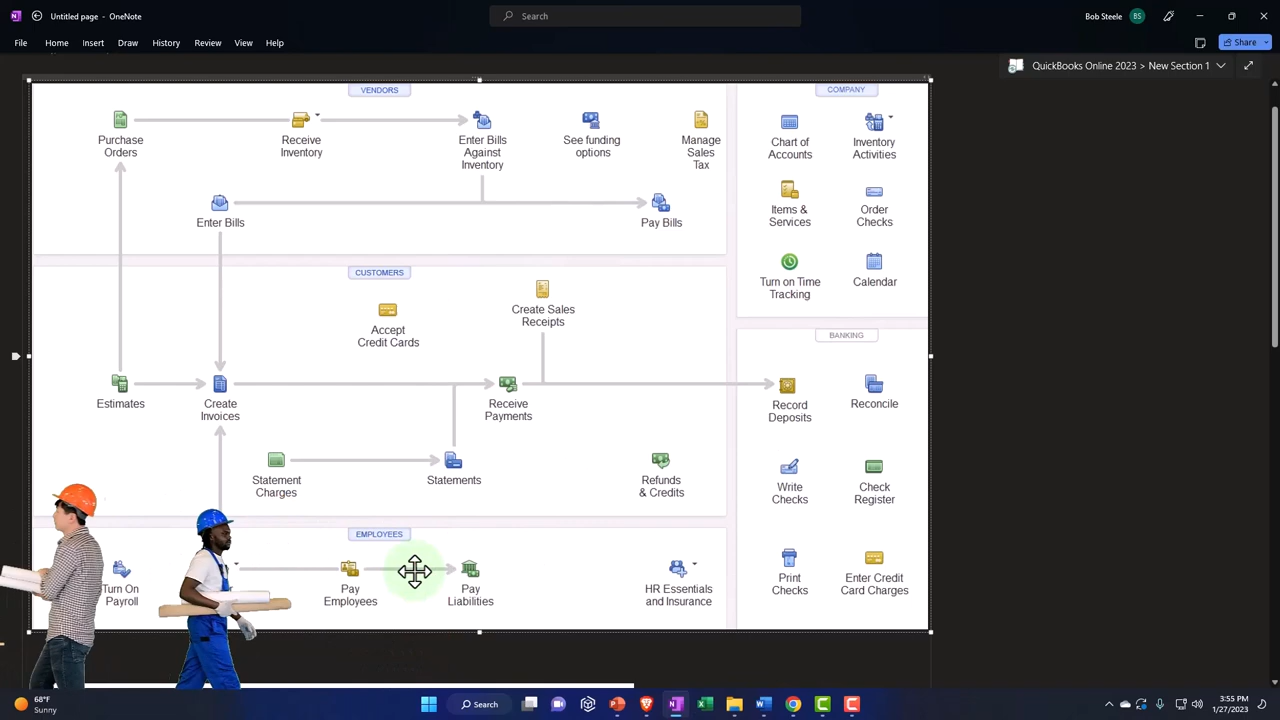 Untitled page - OneNote
Search
Bob Steele
BS
File
Home
Insert
Draw
History
Review
View
Help
Share
QuickBooks Online 2023 > New Section 1
VENDORS
Purchase
Orders
Receive
Inventory
Enter Bills
Against
Inventory
See funding
options
Manage
Sales
Tax
Enter Bills
Pay Bills
CUSTOMERS
Accept
Credit Cards
Create Sales
Receipts
Estimates
Create
Invoices
Receive
Payments
Statement
Charges
Statements
Refunds
& Credits
EMPLOYEES
Turn On
Payroll
Pay
Employees
Pay
Liabilities
HR Essentials
and Insurance
COMPANY
Chart of
Accounts
Inventory
Activities
Items &
Services
Order
Checks
Turn on Time
Tracking
Calendar
BANKING
Record
Deposits
Reconcile
Write
Checks
Check
Register
Print
Checks
Enter Credit
Card Charges
68°F
Sunny
Search
3:55 PM
1/27/2023